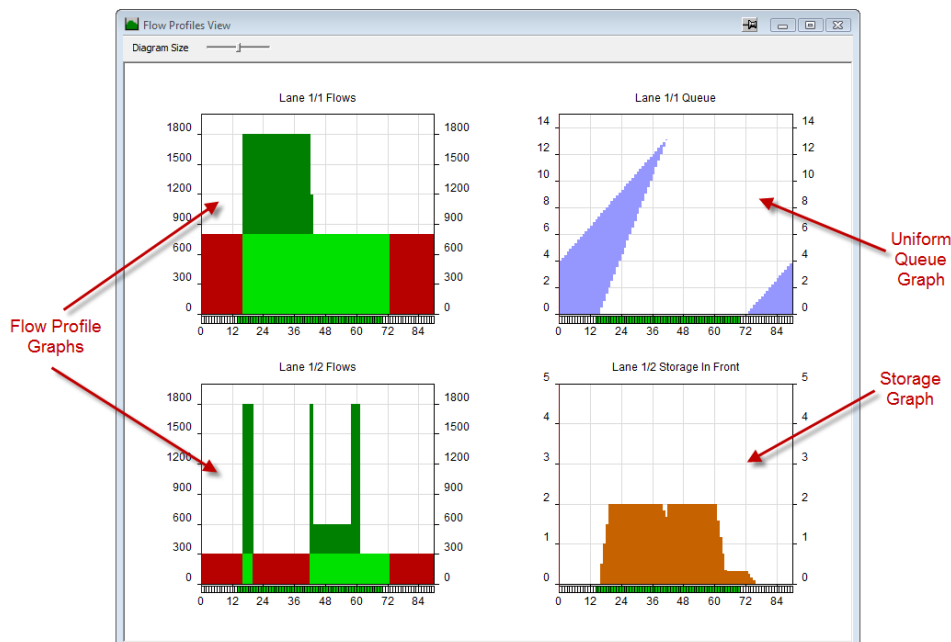 Flow Profiles View
Diagram Size
Lane 1/1 Flows
1800 1800
1500 1500
1200 1200
900 900
600 600
300 300
0 0
0 12 24 36 48 60 72 84
Lane 1/1 Queue
14 14
12 12
10 10
8 8
6 6
4 4
2 2
0 0
0 12 24 36 48 60 72 84
Uniform
Queue
Graph
Flow Profile
Graphs
Lane 1/2 Flows
1800 1800
1500 1500
1200 1200
900 900
600 600
300 300
0 0
0 12 24 36 48 60 72 84
Lane 1/2 Storage In Front
5 5
4 4
3 3
2 2
1 1
0 0
0 12 24 36 48 60 72 84
Storage
Graph